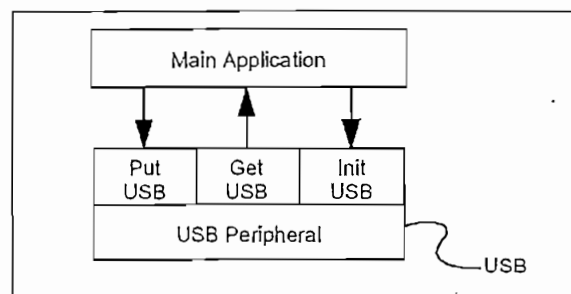 Main Application
Put Get Init
USB USB USB
USB Peripheral
USB